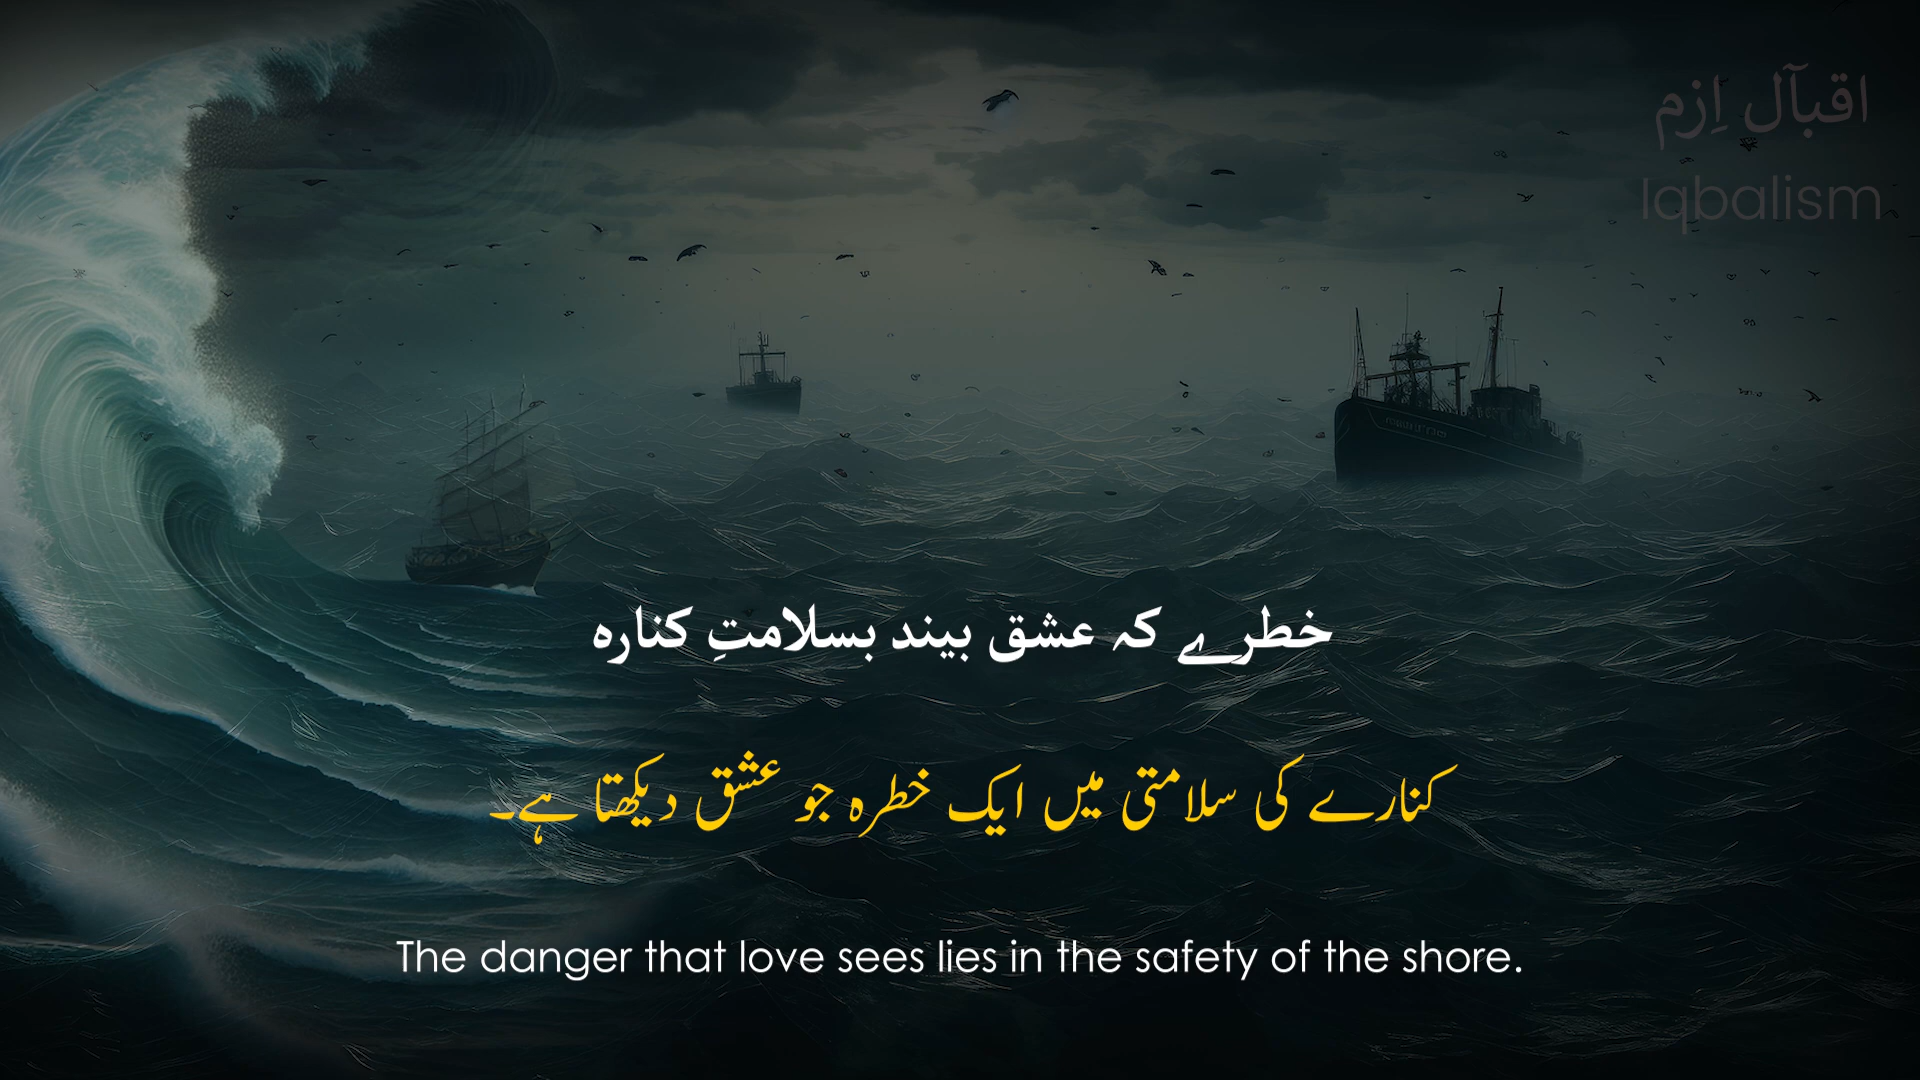 اقبآل اِزم
Iqbalism
خطرے کہ عشق بیند بسلامتِ کنارہ
کنارے کی سلامتی میں ایک خطرہ جو عشق دیکھتا ہے۔
The danger that love sees lies in the safety of the shore.